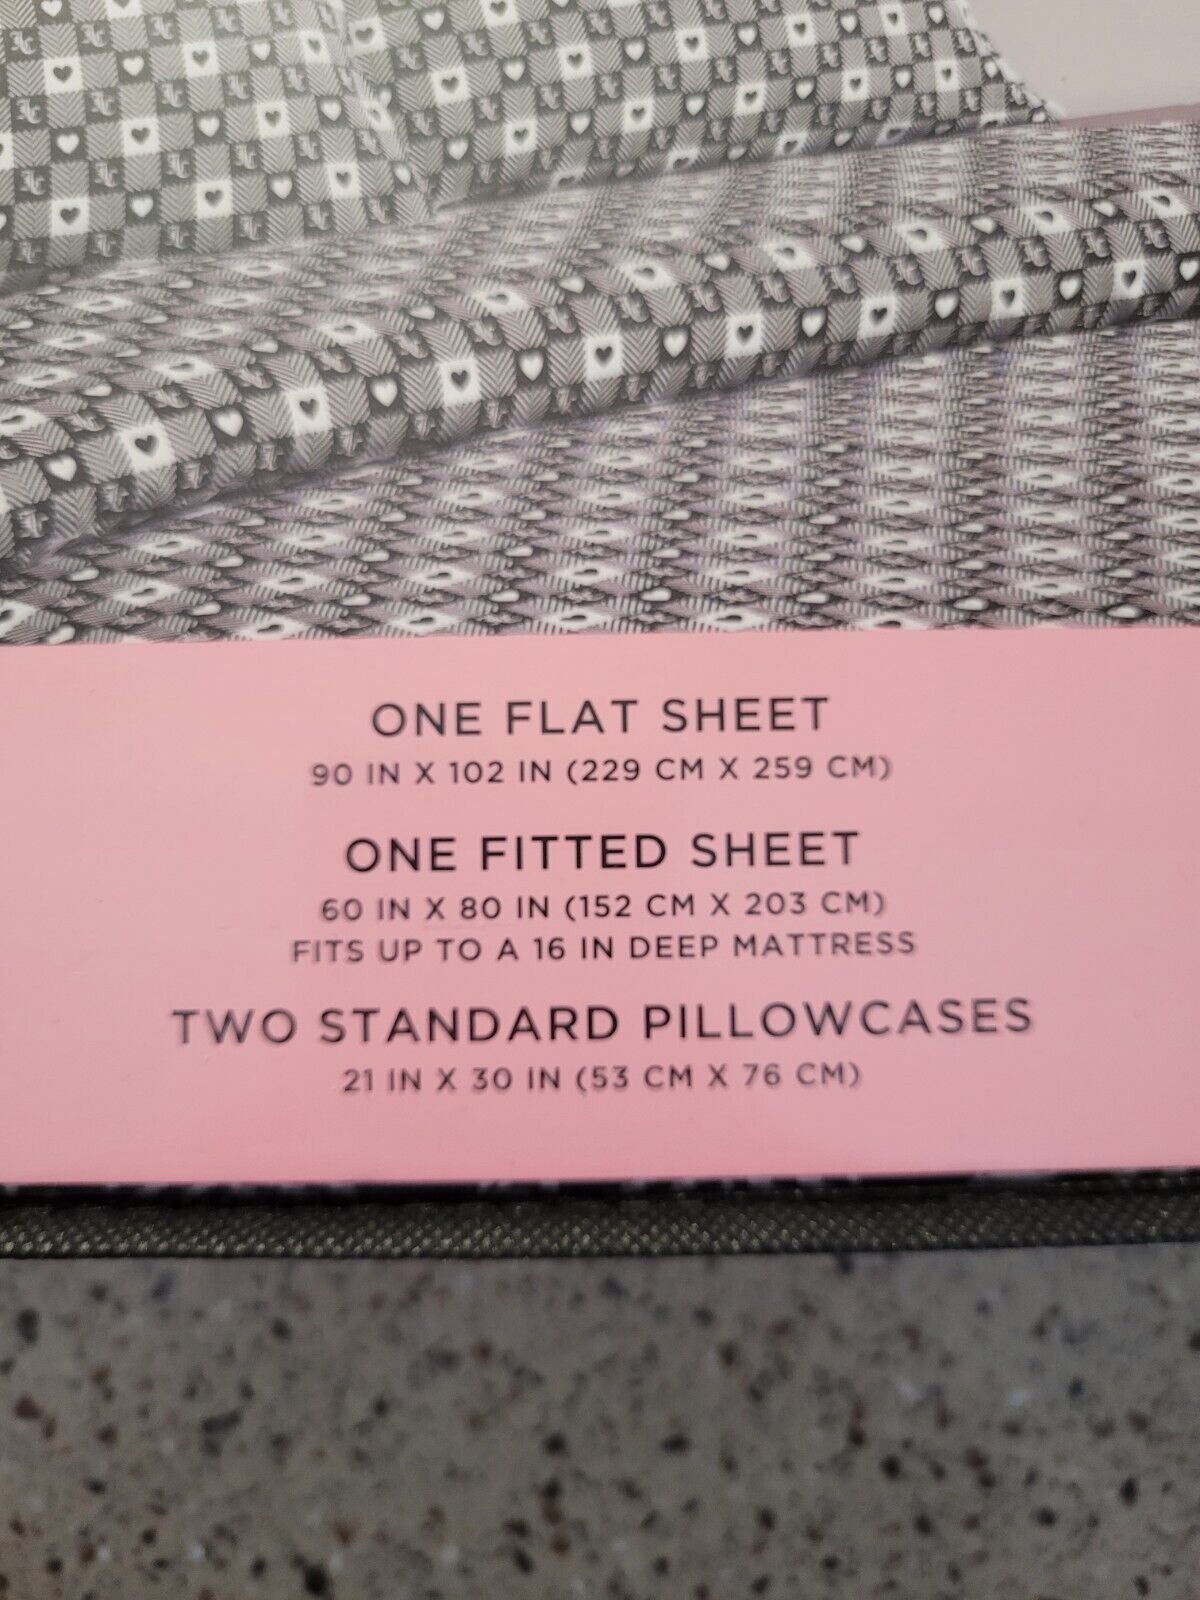 ONE FLAT SHEET
90 IN X 102 IN (229 CM X 259 CM)
ONE FITTED SHEET
60 IN X 80 IN (152 CM X 203 CM)
FITS UP TO A 16 IN DEEP MATTRESS
TWO STANDARD PILLOWCASES
21 IN X 30 IN (53 CM X 76 CM)